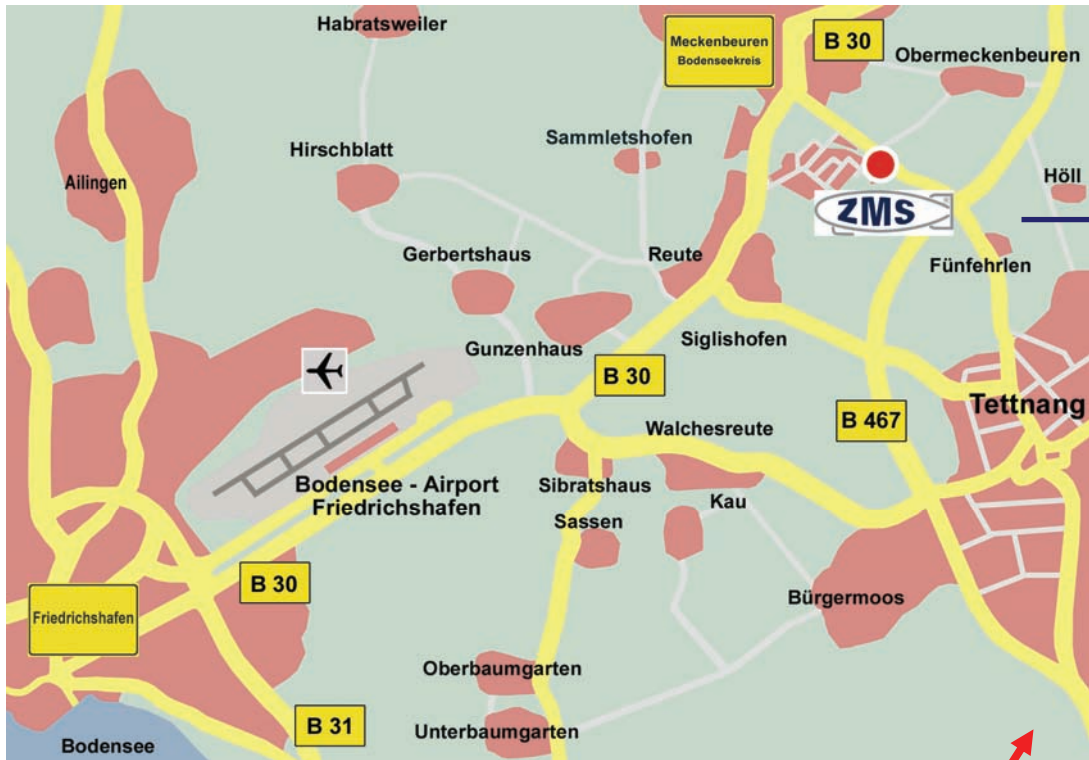 Habratsweiler
Meckenbeuren
Bodenseekreis
B 30
Obermeckenbeuren
Sammletshofen
Hirschblatt
Ailingen
Höll
ZMS
Gerbertshaus
Reute
Fünfehrlen
Siglishofen
Gunzenhaus
B 30
Tettnang
B 467
Walchesreute
Bodensee - Airport
Friedrichshafen
Sibratshaus
Kau
Sassen
B 30
Bürgermoos
Friedrichshafen
Oberbaumgarten
B 31
Unterbaumgarten
Bodensee